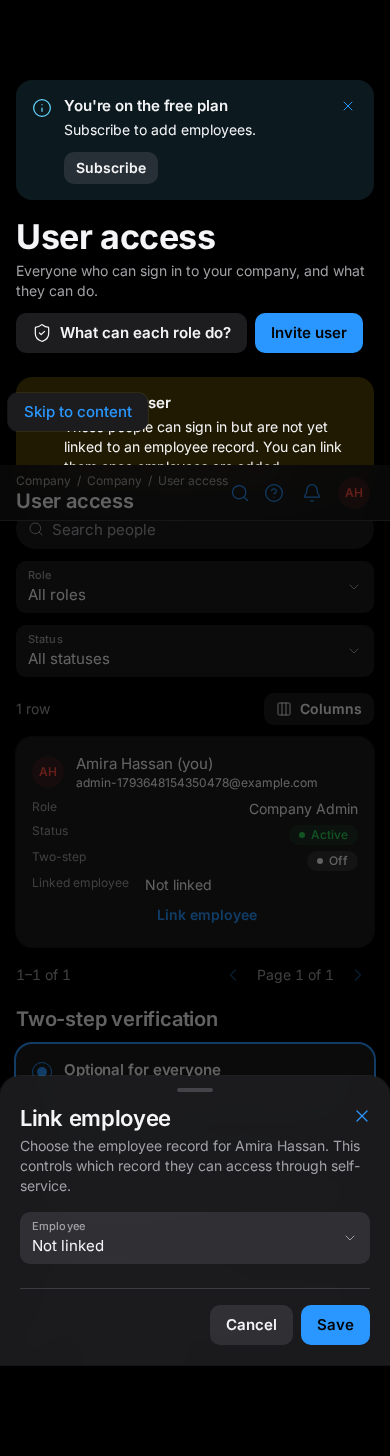 You're on the free plan
Subscribe to add employees.
Subscribe
User access
Everyone who can sign in to your company, and what
they can do.
What can each role do?
Invite user
ser
Skip to content
These people can sign in but are not yet
linked to an employee record. You can link
them once employees are added.
Company / Company / User access
User access
AH
Search people
Role
All roles
Status
All statuses
1 row
Columns
AH
Amira Hassan (you)
admin-1793648154350478@example.com
Role
Company Admin
Status
Active
Two-step
Off
Linked employee
Not linked
Link employee
1–1 of 1
Page 1 of 1
Two-step verification
Optional for everyone
Link employee
Choose the employee record for Amira Hassan. This
controls which record they can access through self-
service.
Employee
Not linked
Cancel
Save